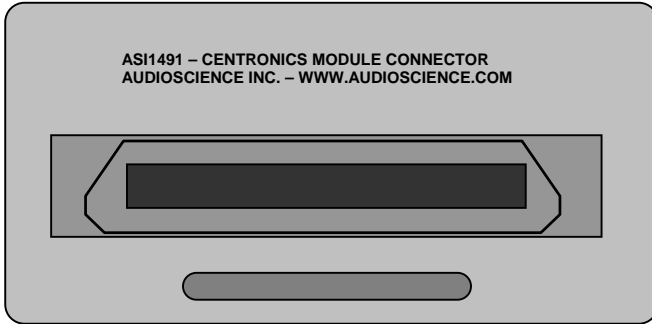 ASI1491 – CENTRONICS MODULE CONNECTOR
AUDIOSCIENCE INC. – WWW.AUDIOSCIENCE.COM